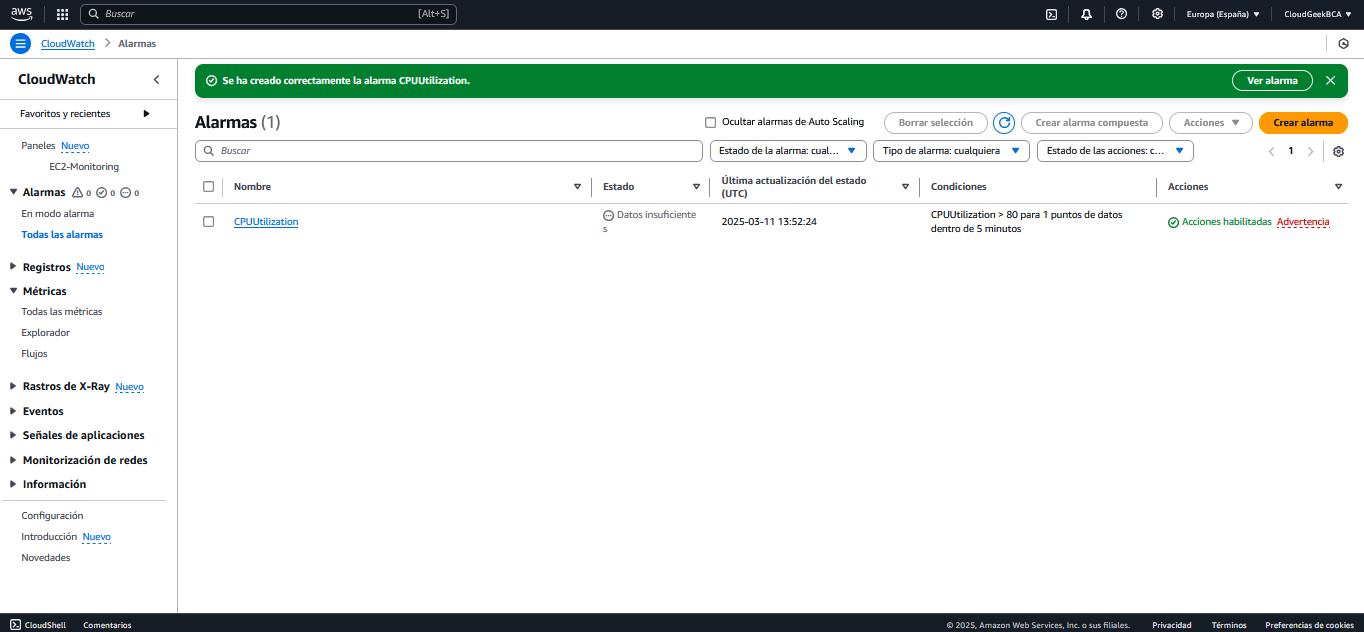 aws
Buscar
[Alt+S]
Europa (España)
CloudGeekBCA
CloudWatch
Alarmas
CloudWatch
Favoritos y recientes
Paneles Nuevo
EC2-Monitoring
Alarmas 0 0 0
En modo alarma
Todas las alarmas
Registros Nuevo
Métricas
Todas las métricas
Explorador
Flujos
Rastros de X-Ray Nuevo
Eventos
Señales de aplicaciones
Monitorización de redes
Información
Configuración
Introducción Nuevo
Novedades
Se ha creado correctamente la alarma CPUUtilization.
Ver alarma
Alarmas (1)
Ocultar alarmas de Auto Scaling
Borrar selección
Crear alarma compuesta
Acciones
Crear alarma
Buscar
Estado de la alarma: cual...
Tipo de alarma: cualquiera
Estado de las acciones: c...
1
Nombre
Estado
Última actualización del estado
(UTC)
Condiciones
Acciones
CPUUtilization
Datos insuficiente
s
2025-03-11 13:52:24
CPUUtilization > 80 para 1 puntos de datos
dentro de 5 minutos
Acciones habilitadas Advertencia
CloudShell
Comentarios
© 2025, Amazon Web Services, Inc. o sus filiales.
Privacidad
Términos
Preferencias de cookies